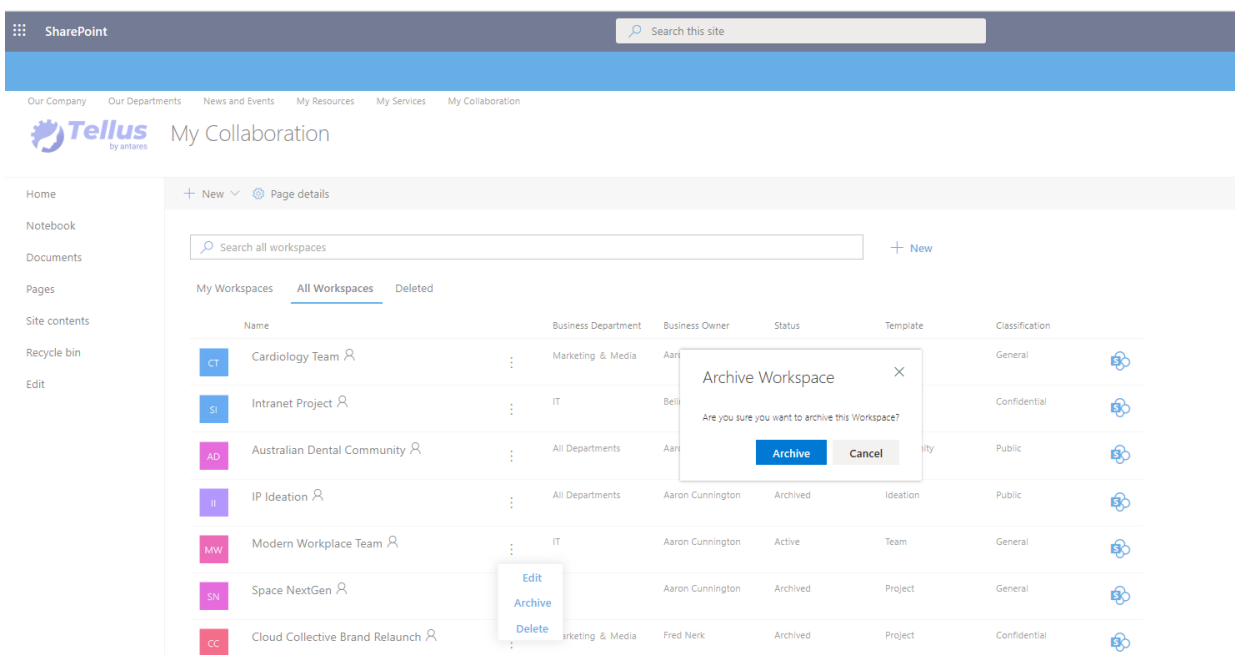 SharePoint
Search this site
Our Company Our Departments News and Events My Resources My Services My Collaboration
Tellus
by antares
My Collaboration
Home
Notebook
Documents
Pages
Site contents
Recycle bin
Edit
New Page details
Search all workspaces
New
My Workspaces All Workspaces Deleted
Name Business Department Business Owner Status Template Classification
CT Cardiology Team Marketing & Media General
SI Intranet Project IT Confidential
AD Australian Dental Community All Departments Public
Archive Workspace
Are you sure you want to archive this Workspace?
Archive Cancel
II IP Ideation All Departments Aaron Cunnington Archived Ideation Public
MW Modern Workplace Team IT Aaron Cunnington Active Team General
SN Space NextGen Aaron Cunnington Archived Project General
Edit
Archive
Delete
CC Cloud Collective Brand Relaunch Media Fred Nerk Archived Project Confidential